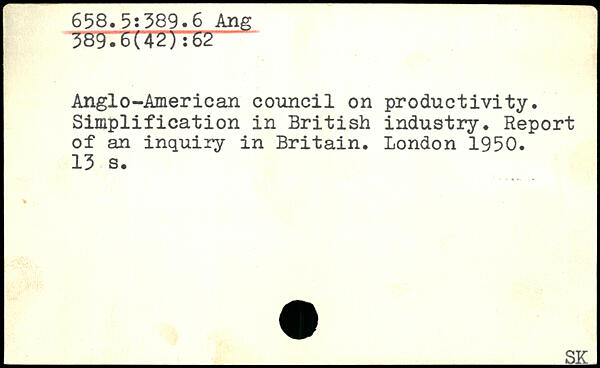 658.5:389.6 Ang
389.6(42):62
Anglo-American council on productivity.
Simplification in British industry. Report
of an inquiry in Britain. London 1950.
13 s.
SK